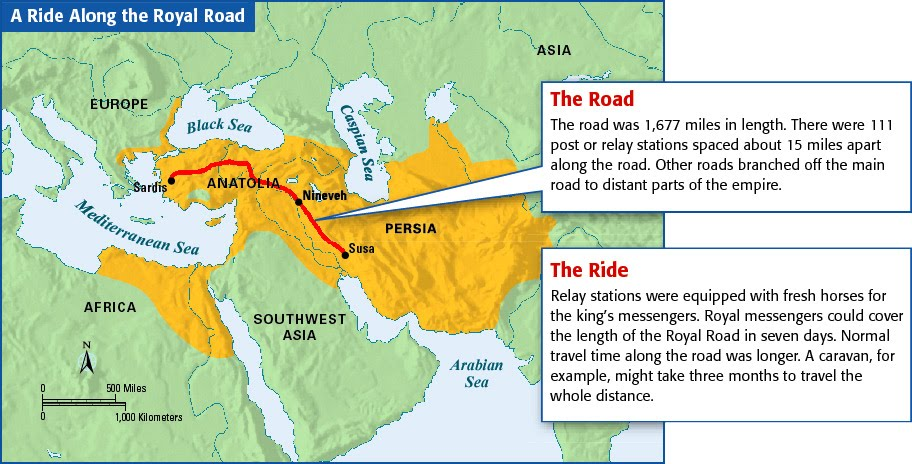 A Ride Along the Royal Road
ASIA
EUROPE
Black Sea
Caspian Sea
Sardis
ANATOLIA
Nineveh
Mediterranean Sea
PERSIA
Susa
AFRICA
SOUTHWEST
ASIA
Arabian
Sea
N
0 500 Miles
0 1,000 Kilometers
The Road
The road was 1,677 miles in length. There were 111
post or relay stations spaced about 15 miles apart
along the road. Other roads branched off the main
road to distant parts of the empire.
The Ride
Relay stations were equipped with fresh horses for
the king's messengers. Royal messengers could cover
the length of the Royal Road in seven days. Normal
travel time along the road was longer. A caravan, for
example, might take three months to travel the
whole distance.